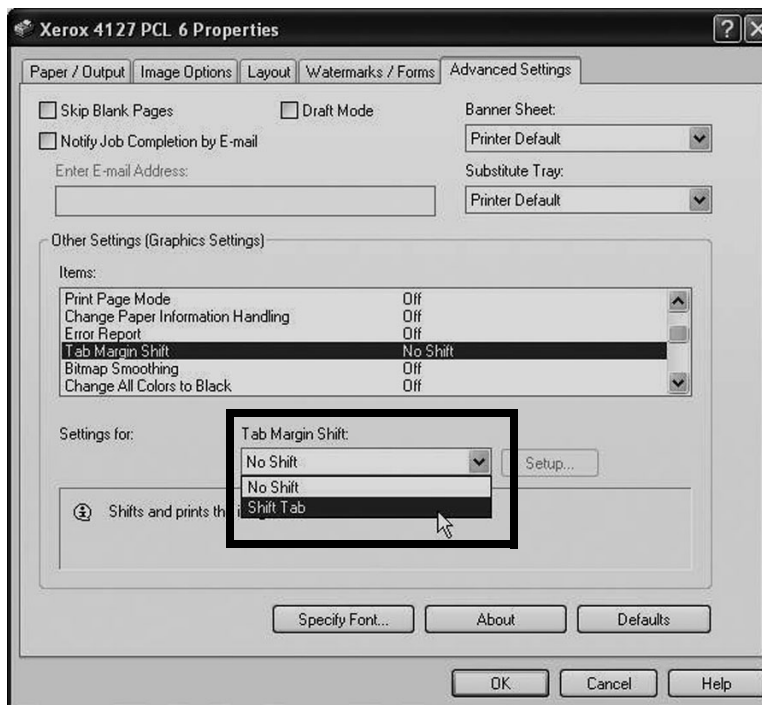 Xerox 4127 PCL 6 Properties
Paper / Output Image Options Layout Watermarks / Forms Advanced Settings
Skip Blank Pages Draft Mode Banner Sheet:
Notify Job Completion by E-mail Printer Default
Enter E-mail Address: Substitute Tray:
Printer Default
Other Settings (Graphics Settings)
Items:
Print Page Mode Off
Change Paper Information Handling Off
Error Report Off
Tab Margin Shift No Shift
Bitmap Smoothing Off
Change All Colors to Black Off
Settings for: Tab Margin Shift:
No Shift Setup...
No Shift
Shift Tab
Shifts and prints
Specify Font... About Defaults
OK Cancel Help